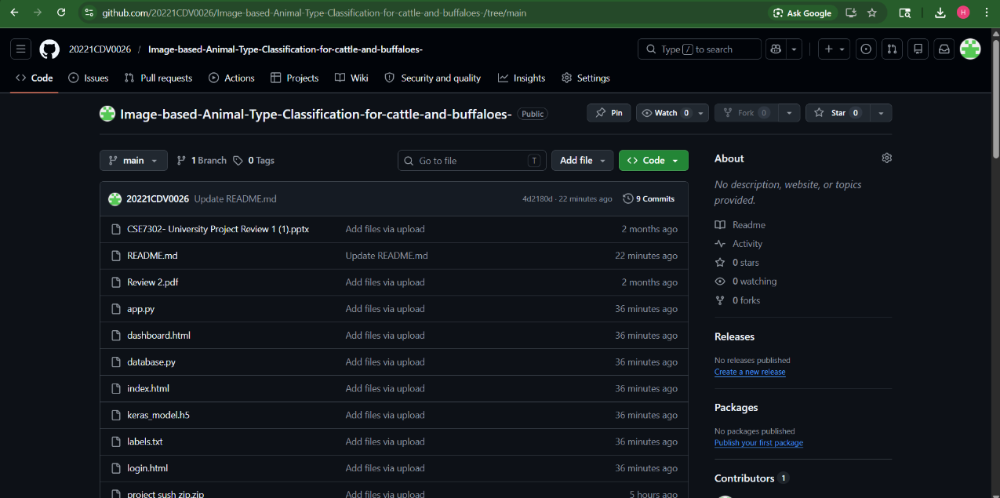 github.com/20221CDV0026/Image-based-Animal-Type-Classification-for-cattle-and-buffaloes-/tree/main
Ask Google
H
20221CDV0026 / Image-based-Animal-Type-Classification-for-cattle-and-buffaloes-
Type / to search
Code
Issues
Pull requests
Actions
Projects
Wiki
Security and quality
Insights
Settings
Image-based-Animal-Type-Classification-for-cattle-and-buffaloes- Public
Pin
Watch 0
Fork 0
Star 0
main
1 Branch
0 Tags
Go to file T
Add file
Code
20221CDV0026 Update README.md 4d2180d · 22 minutes ago 9 Commits
CSE7302- University Project Review 1 (1).pptx Add files via upload 2 months ago
README.md Update README.md 22 minutes ago
Review 2.pdf Add files via upload 2 months ago
app.py Add files via upload 36 minutes ago
dashboard.html Add files via upload 36 minutes ago
database.py Add files via upload 36 minutes ago
index.html Add files via upload 36 minutes ago
keras_model.h5 Add files via upload 36 minutes ago
labels.txt Add files via upload 36 minutes ago
login.html Add files via upload 36 minutes ago
project sush zip.zip Add files via upload 5 hours ago
About
No description, website, or topics
provided.
Readme
Activity
0 stars
0 watching
0 forks
Releases
No releases published
Create a new release
Packages
No packages published
Publish your first package
Contributors 1